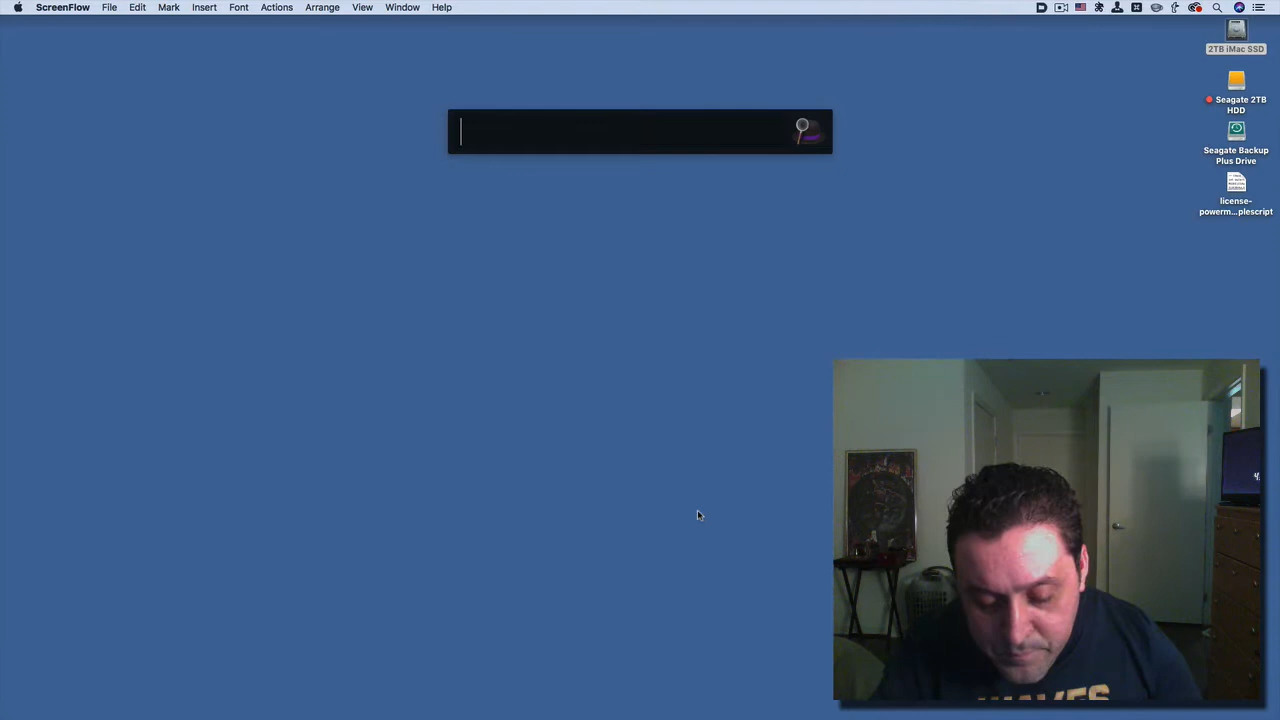 ScreenFlow File Edit Mark Insert Font Actions Arrange View Window Help
2TB iMac SSD
Seagate 2TB
HDD
Seagate Backup
Plus Drive
license-
powerm...plescript